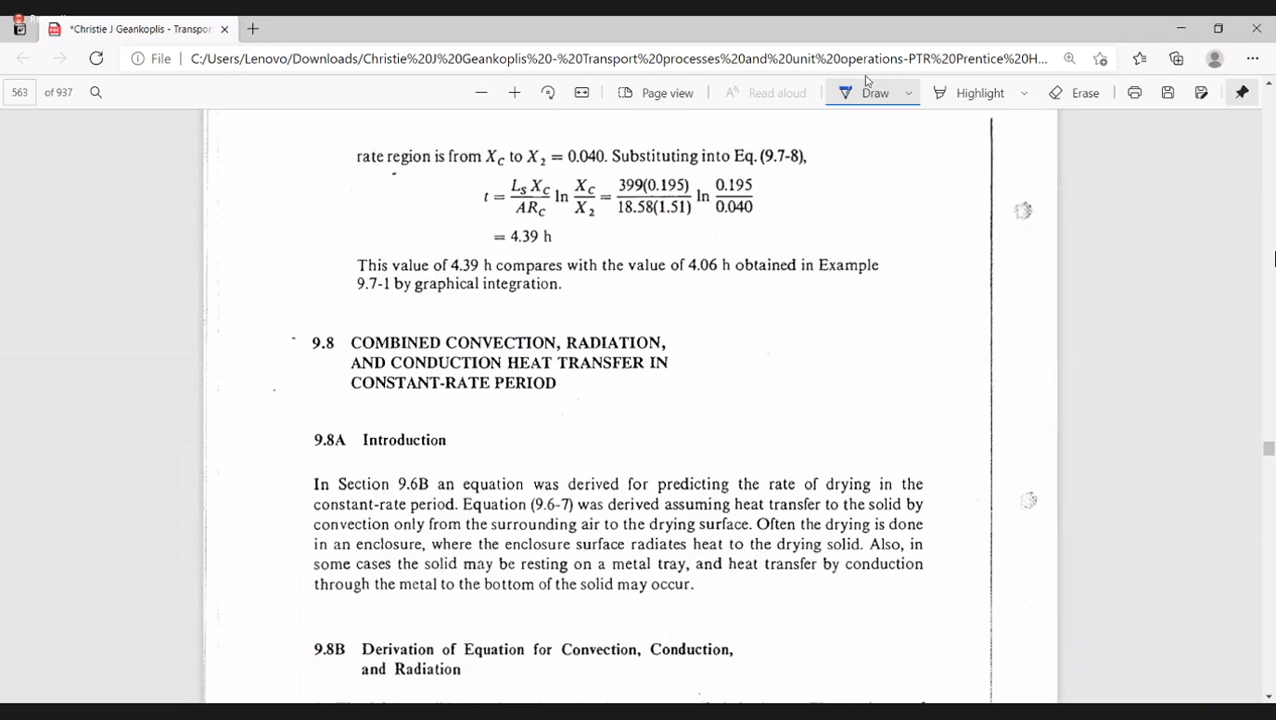 *Christie J Geankoplis - Transpor
File
C:/Users/Lenovo/Downloads/Christie%20J%20Geankoplis%20-%20Transport%20processes%20and%20unit%20operations-PTR%20Prentice%20H...
563 of 937
Page view
Read aloud
Draw
Highlight
Erase
rate region is from X_C to X_2 = 0.040. Substituting into Eq. (9.7-8),
t = L_S X_C / AR_C ln X_C / X_2 = 399(0.195) / 18.58(1.51) ln 0.195 / 0.040
= 4.39 h
This value of 4.39 h compares with the value of 4.06 h obtained in Example
9.7-1 by graphical integration.
9.8 COMBINED CONVECTION, RADIATION,
AND CONDUCTION HEAT TRANSFER IN
CONSTANT-RATE PERIOD
9.8A Introduction
In Section 9.6B an equation was derived for predicting the rate of drying in the
constant-rate period. Equation (9.6-7) was derived assuming heat transfer to the solid by
convection only from the surrounding air to the drying surface. Often the drying is done
in an enclosure, where the enclosure surface radiates heat to the drying solid. Also, in
some cases the solid may be resting on a metal tray, and heat transfer by conduction
through the metal to the bottom of the solid may occur.
9.8B Derivation of Equation for Convection, Conduction,
and Radiation